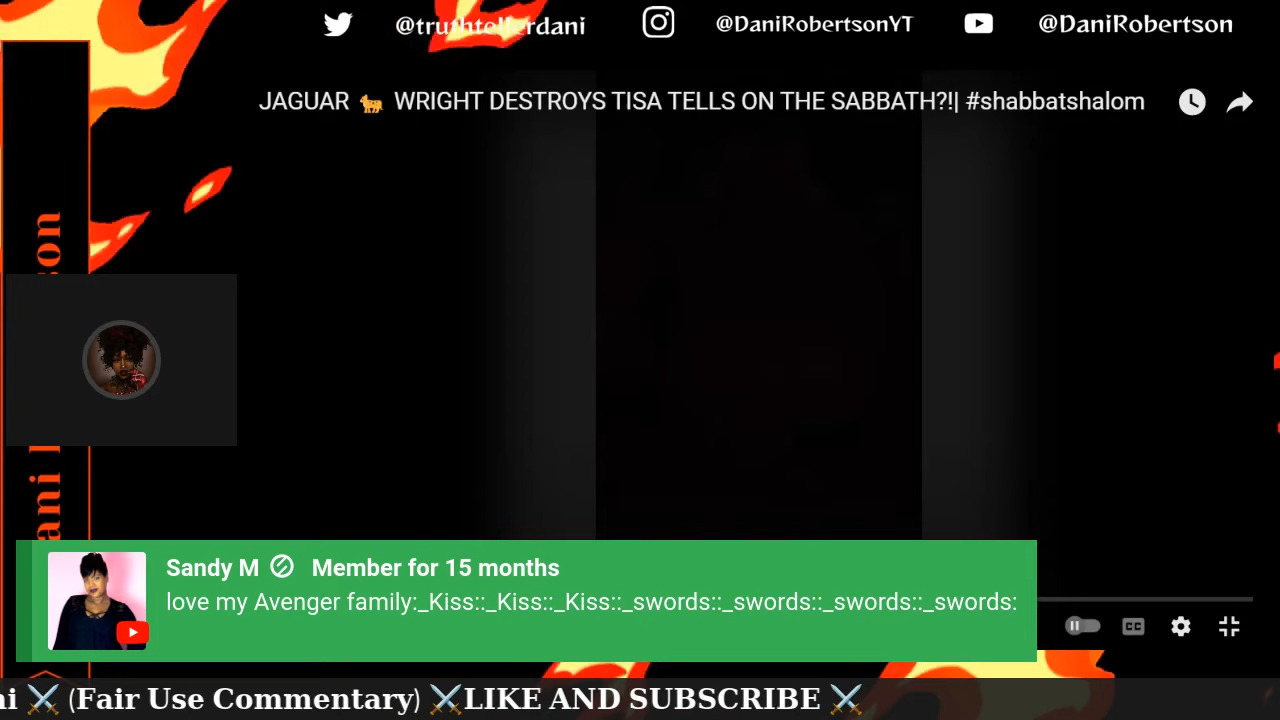 @truthtellerdani @DaniRobertsonYT @DaniRobertson
JAGUAR 🐆 WRIGHT DESTROYS TISA TELLS ON THE SABBATH?!| #shabbatshalom
Sandy M Member for 15 months
love my Avenger family:_Kiss::_Kiss::_Kiss::_swords::_swords::_swords::_swords:
CC
⚔️ (Fair Use Commentary) ⚔️LIKE AND SUBSCRIBE ⚔️